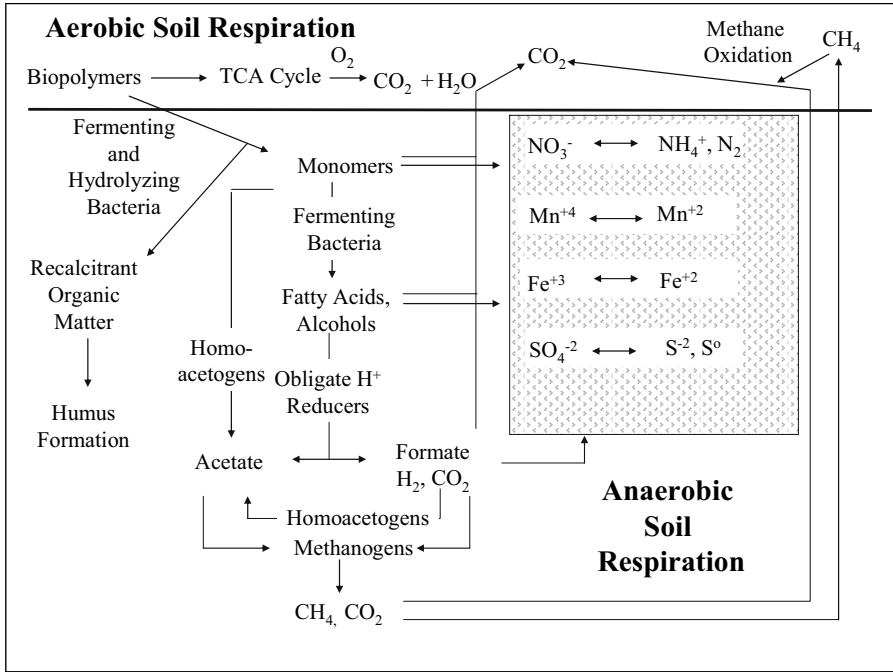 Aerobic Soil Respiration
Biopolymers
TCA Cycle
O₂
CO₂ + H₂O
CO₂
Methane
Oxidation
CH₄
Fermenting
and
Hydrolyzing
Bacteria
Monomers
Fermenting
Bacteria
Recalcitrant
Organic
Matter
Fatty Acids,
Alcohols
Homo-
acetogens
Obligate H⁺
Reducers
Humus
Formation
Acetate
Formate
H₂, CO₂
Homoacetogens
Methanogens
CH₄, CO₂
NO₃⁻
NH₄⁺, N₂
Mn⁺⁴
Mn⁺²
Fe⁺³
Fe⁺²
SO₄⁻²
S⁻², Sº
Anaerobic
Soil
Respiration